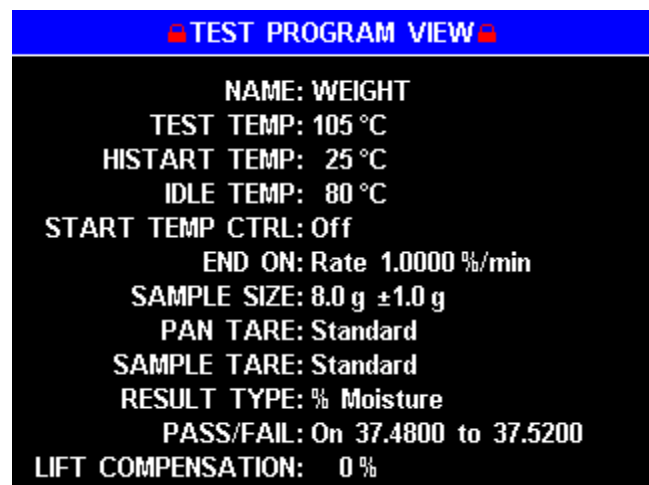 TEST PROGRAM VIEW
NAME: WEIGHT
TEST TEMP: 105 °C
HISTART TEMP: 25 °C
IDLE TEMP: 80 °C
START TEMP CTRL: Off
END ON: Rate 1.0000 %/min
SAMPLE SIZE: 8.0 g ±1.0 g
PAN TARE: Standard
SAMPLE TARE: Standard
RESULT TYPE: % Moisture
PASS/FAIL: On 37.4800 to 37.5200
LIFT COMPENSATION: 0 %